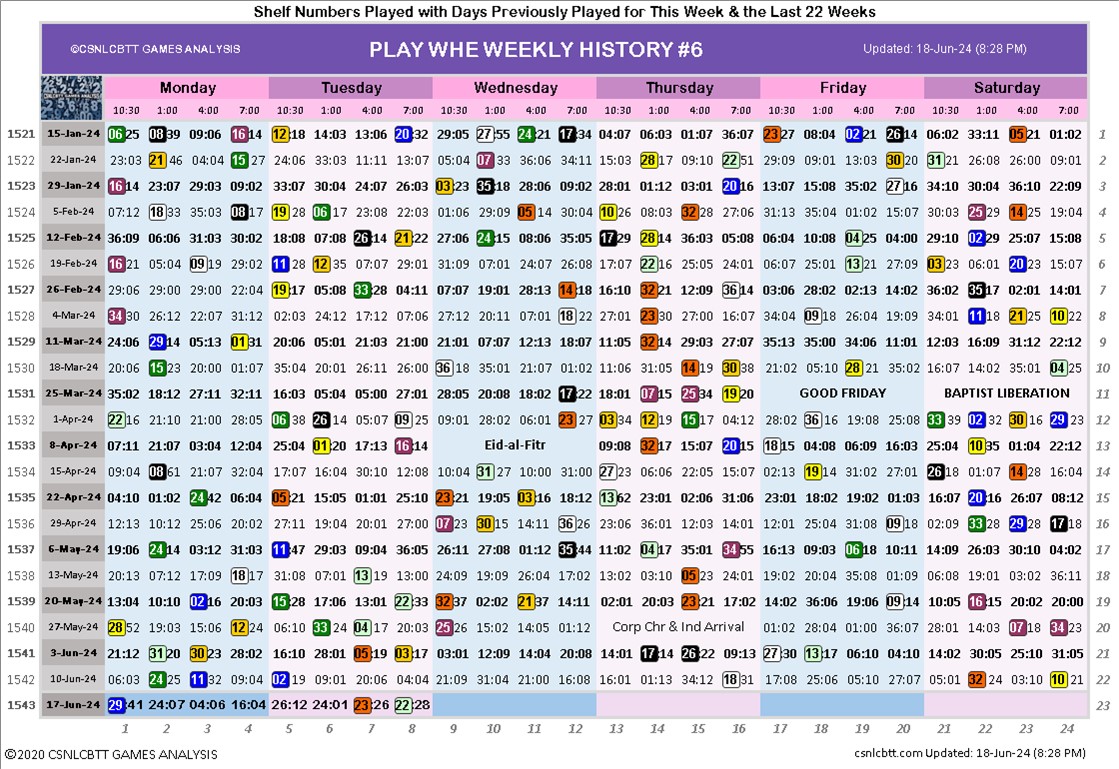 Shelf Numbers Played with Days Previously Played for This Week & the Last 22 Weeks
©CSNLCBTT GAMES ANALYSIS PLAY WHE WEEKLY HISTORY #6 Updated: 18-Jun-24 (8:28 PM)
Monday Tuesday Wednesday Thursday Friday Saturday
10:30 1:00 4:00 7:00 10:30 1:00 4:00 7:00 10:30 1:00 4:00 7:00 10:30 1:00 4:00 7:00 10:30 1:00 4:00 7:00 10:30 1:00 4:00 7:00
1521 15-Jan-24 06:25 08:39 09:06 16:14 12:18 14:03 13:06 20:32 29:05 27:55 24:21 17:34 04:07 06:03 01:07 36:07 23:27 08:04 02:21 26:14 06:02 33:11 05:21 01:02 1
1522 22-Jan-24 23:03 21 46 04:04 15 27 24:06 33:03 11:11 13:07 05:04 07 33 36:06 34:11 15:03 28 17 09:10 22 51 29:09 09:01 13:03 30 20 31 21 26:08 26:00 09:01 2
1523 29-Jan-24 16 14 23:07 29:03 09:02 33:07 30:04 24:07 26:03 03:23 35 18 28:06 09:02 28:01 01:12 03:01 20 16 13:07 15:08 35:02 27 16 34:10 30:04 36:10 22:09 3
1524 5-Feb-24 07:12 18 33 35:03 08 17 19 28 06 17 23:08 22:03 01:06 29:09 05 14 30:04 10 26 08:03 32 28 27:06 31:13 35:04 01:02 15:07 30:03 25 29 14 25 19:04 4
1525 12-Feb-24 36:09 06:06 31:03 30:02 18:08 07:08 26:14 21:22 27:06 24:15 08:06 35:05 17 29 28 14 36:03 05:08 06:04 10:08 04:25 04:00 29:10 02 29 25:07 15:08 5
1526 19-Feb-24 16 21 05:04 09 19 29:02 11 28 12 35 07:07 29:01 31:09 07:01 24:07 26:08 17:07 22 16 25:05 24:01 06:07 25:01 13 21 27:09 03 23 06:01 20 23 15:07 6
1527 26-Feb-24 29:06 29:00 29:00 22:04 19:17 05:08 33:28 04:11 07:07 19:01 28:13 14:18 16:10 32 21 12:09 36 14 03:06 28:02 02:13 14:02 36:02 35 17 02:01 14:01 7
1528 4-Mar-24 34 30 26:12 22:07 31:12 02:03 24:12 17:12 07:06 27:12 20:11 07:01 18 22 27:08 23 30 27:00 16:07 34:04 09 18 26:04 19:09 34:01 11 18 21 25 10 22 8
1529 11-Mar-24 24:06 29 14 05:13 01 31 20:06 05:01 21:03 21:00 21:01 07:07 12:13 18:07 11:05 32 14 29:03 27:07 35:13 35:00 34:06 11:01 12:03 16:09 31:12 22:12 9
1530 18-Mar-24 20:06 15 23 20:00 01:07 35:04 20:01 27:11 24:07 36 18 35:01 21:07 01:02 11:06 31:05 14 19 30 38 21:02 05:10 28 21 03:07 16:07 14:02 15:07 04 25 10
1531 25-Mar-24 35:02 18:12 27:11 32:11 16:03 05:04 05:00 27:01 28:05 20:08 18:02 17 22 18:01 07 15 25 34 19 20 GOOD FRIDAY BAPTIST LIBERATION 11
1532 1-Apr-24 22 16 21:10 21:00 28:05 06 38 26 14 07:12 09 25 09:01 28:02 06:01 23 27 03 34 12 19 15 17 04:12 28:02 36 16 19:08 25:08 33 39 02 32 30 16 29 23 12
1533 8-Apr-24 07:11 21:07 03:04 12:04 25:04 01 20 17:13 16 14 Eid-al-Fitr 09:08 32 17 15:07 20 15 18 15 04:08 06:09 16:03 25:04 10 35 01:04 22:12 13
1534 15-Apr-24 09:04 08 61 21:07 32:04 17:07 16:04 30:10 12:08 10:04 31 27 10:00 31:00 27 23 06:06 22:05 15:07 02:13 19 14 31:02 27:01 26 18 01:07 14 28 16:04 14
1535 22-Apr-24 04:10 01:02 24 42 06:04 05 21 15:05 01:01 25:10 23 21 19:05 03 16 18:12 13 62 23:01 02:06 31:06 23:01 18:02 19:02 01:03 16:07 20 16 26:07 08:12 15
1536 29-Apr-24 12:13 10:12 25:06 20:02 27:11 19:04 20:01 27:00 07 23 30 15 14:11 36 26 23:06 36:01 12:03 14:01 12:01 25:04 31:08 09 18 02:09 33 28 29 28 17 18 16
1537 6-May-24 19:06 24 14 03:12 31:03 11 47 29:03 09:04 36:05 26:11 27:08 01:12 35 44 11:02 04 17 35:01 34 55 16:13 09:03 06 18 10:11 14:09 26:03 30:10 04:02 17
1538 13-May-24 20:13 07:12 17:09 18 17 31:08 07:01 13 19 13:00 24:09 19:09 26:04 17:02 13:02 03:10 05 23 24:01 19:02 20:04 35:08 01:09 06:08 19:01 03:02 36:11 18
1539 20-May-24 13:04 10:10 02 16 20:03 15:28 17:06 13:01 22:33 32 37 02:02 21 37 14:11 02:01 20:03 23 21 17:02 14:02 36:06 19:06 09 14 10:05 16 15 20:02 20:00 19
1540 27-May-24 28 52 19:03 15:06 12 24 06:10 33 24 04 17 20:03 25 26 15:02 14:05 01:12 Corp Chr & Ind Arrival 01:02 28:04 01:00 36:07 28:01 14:03 07 18 34 23 20
1541 3-Jun-24 21:12 31 20 30 23 28:02 16:10 28:01 05 19 03 17 03:01 12:09 14:04 20:08 14:01 17 14 26 22 09:13 27 30 13 17 06:10 04:10 14:02 30:05 25:10 31:05 21
1542 10-Jun-24 06:03 24 25 11 32 09:04 02 19 09:01 20:06 04:04 21:09 31:04 21:00 16:08 16:01 01:13 34:12 18 31 17:08 25:06 05:10 27:07 05:01 32 24 03:10 10 21 22
1543 17-Jun-24 29 41 24:07 04:06 16:04 26:12 24:01 23:26 22:28 23
1 2 3 4 5 6 7 8 9 10 11 12 13 14 15 16 17 18 19 20 21 22 23 24
©2020 CSNLCBTT GAMES ANALYSIS csnlcbtt.com Updated: 18-Jun-24 (8:28 PM)